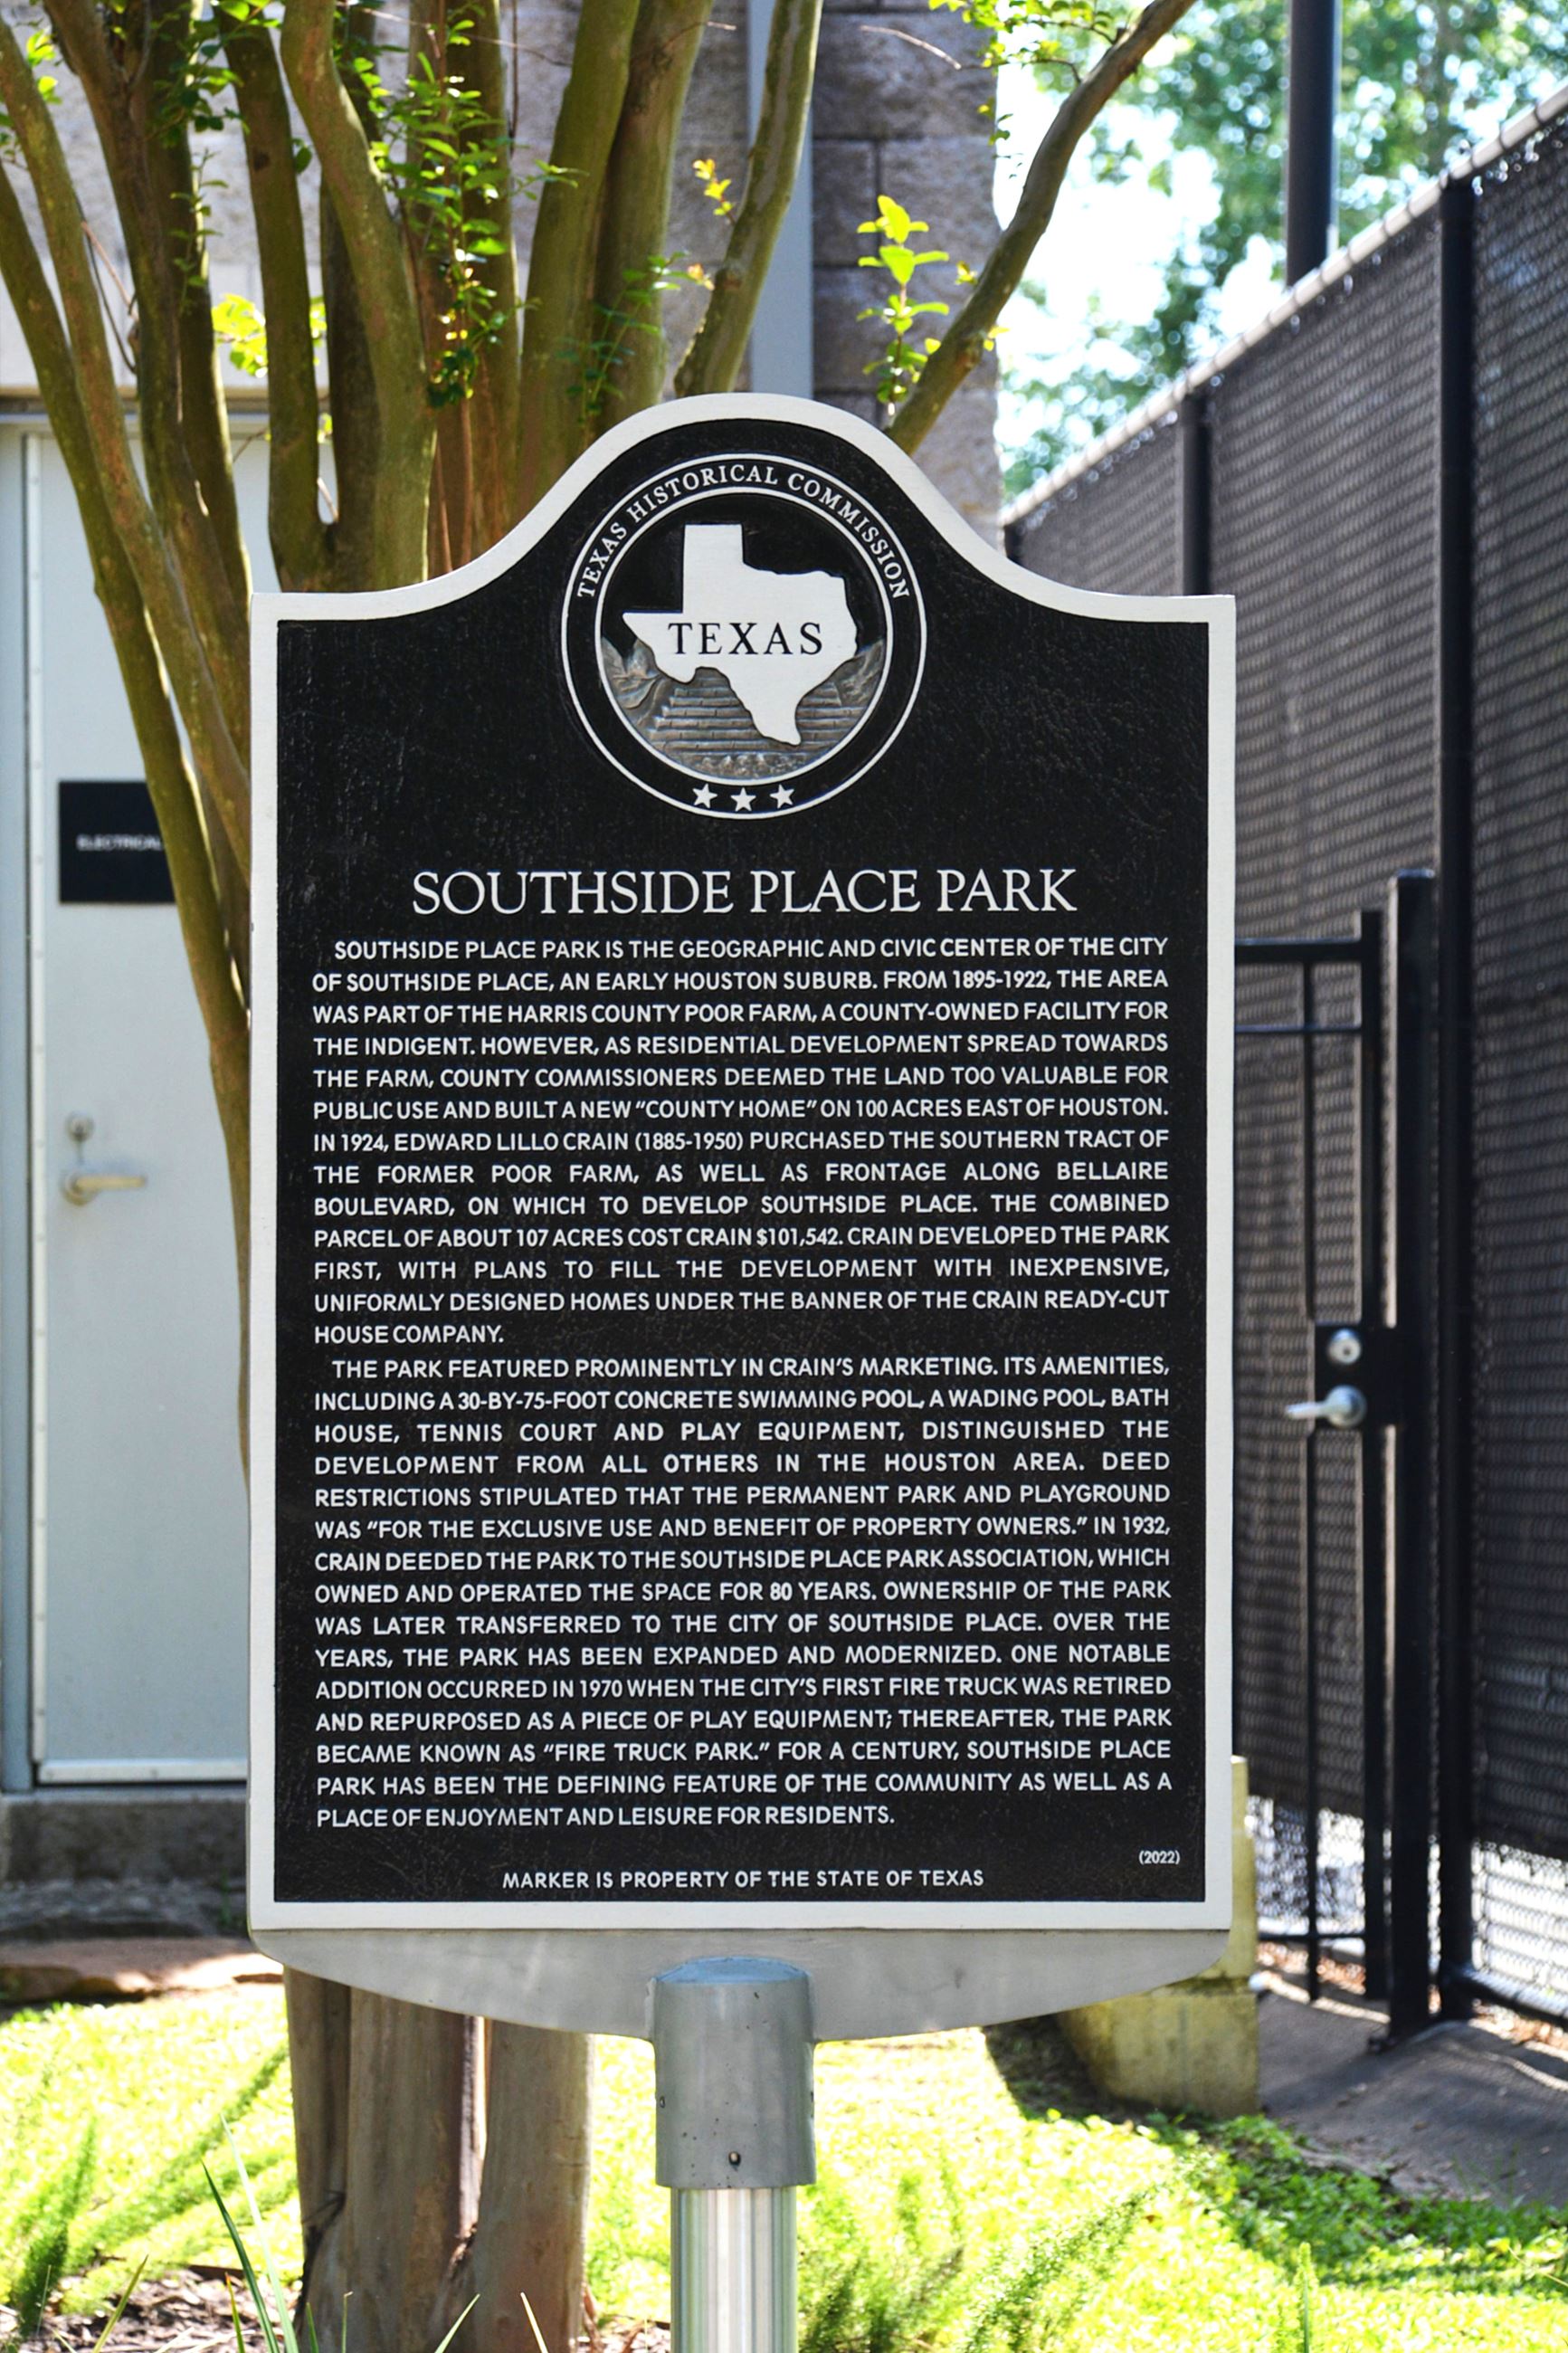 TEXAS HISTORICAL COMMISSION
TEXAS
ELECTRICAL
SOUTHSIDE PLACE PARK
SOUTHSIDE PLACE PARK IS THE GEOGRAPHIC AND CIVIC CENTER OF THE CITY
OF SOUTHSIDE PLACE, AN EARLY HOUSTON SUBURB. FROM 1895-1922, THE AREA
WAS PART OF THE HARRIS COUNTY POOR FARM, A COUNTY-OWNED FACILITY FOR
THE INDIGENT. HOWEVER, AS RESIDENTIAL DEVELOPMENT SPREAD TOWARDS
THE FARM, COUNTY COMMISSIONERS DEEMED THE LAND TOO VALUABLE FOR
PUBLIC USE AND BUILT A NEW “COUNTY HOME” ON 100 ACRES EAST OF HOUSTON.
IN 1924, EDWARD LILLO CRAIN (1885-1950) PURCHASED THE SOUTHERN TRACT OF
THE FORMER POOR FARM, AS WELL AS FRONTAGE ALONG BELLAIRE
BOULEVARD, ON WHICH TO DEVELOP SOUTHSIDE PLACE. THE COMBINED
PARCEL OF ABOUT 107 ACRES COST CRAIN $101,542. CRAIN DEVELOPED THE PARK
FIRST, WITH PLANS TO FILL THE DEVELOPMENT WITH INEXPENSIVE,
UNIFORMLY DESIGNED HOMES UNDER THE BANNER OF THE CRAIN READY-CUT
HOUSE COMPANY.
THE PARK FEATURED PROMINENTLY IN CRAIN’S MARKETING. ITS AMENITIES,
INCLUDING A 30-BY-75-FOOT CONCRETE SWIMMING POOL, A WADING POOL, BATH
HOUSE, TENNIS COURT AND PLAY EQUIPMENT, DISTINGUISHED THE
DEVELOPMENT FROM ALL OTHERS IN THE HOUSTON AREA. DEED
RESTRICTIONS STIPULATED THAT THE PERMANENT PARK AND PLAYGROUND
WAS “FOR THE EXCLUSIVE USE AND BENEFIT OF PROPERTY OWNERS.” IN 1932,
CRAIN DEEDED THE PARK TO THE SOUTHSIDE PLACE PARK ASSOCIATION, WHICH
OWNED AND OPERATED THE SPACE FOR 80 YEARS. OWNERSHIP OF THE PARK
WAS LATER TRANSFERRED TO THE CITY OF SOUTHSIDE PLACE. OVER THE
YEARS, THE PARK HAS BEEN EXPANDED AND MODERNIZED. ONE NOTABLE
ADDITION OCCURRED IN 1970 WHEN THE CITY’S FIRST FIRE TRUCK WAS RETIRED
AND REPURPOSED AS A PIECE OF PLAY EQUIPMENT; THEREAFTER, THE PARK
BECAME KNOWN AS “FIRE TRUCK PARK.” FOR A CENTURY, SOUTHSIDE PLACE
PARK HAS BEEN THE DEFINING FEATURE OF THE COMMUNITY AS WELL AS A
PLACE OF ENJOYMENT AND LEISURE FOR RESIDENTS.
(2022)
MARKER IS PROPERTY OF THE STATE OF TEXAS